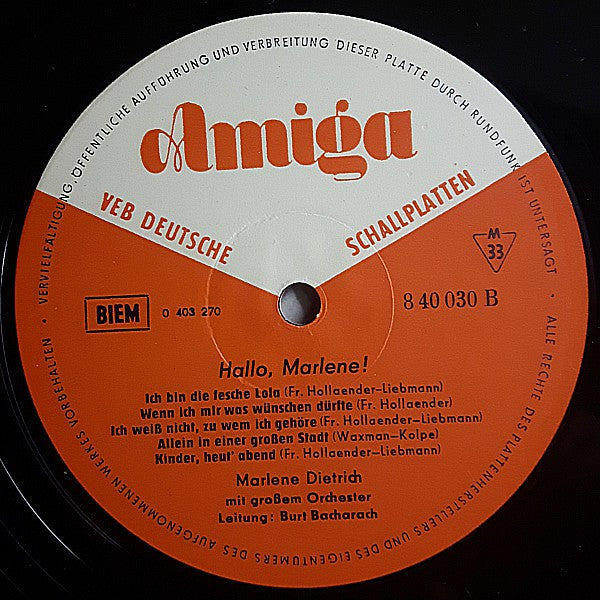 ALLE RECHTE DES PLATTENHERSTELLERS UND DES EIGENTUMERS DES AUFGENOMMENEN WERKES VORBEHALTEN • VERVIELFÄLTIGUNG, ÖFFENTLICHE AUFFÜHRUNG UND VERBREITUNG DIESER PLATTE DURCH RUNDFUNK IST UNTERSAGT •
Amiga
VEB DEUTSCHE SCHALLPLATTEN
M
33
BIEM O 403 270
8 40 030 B
Hallo, Marlene!
Ich bin die fesche Lola (Fr. Hollaender-Liebmann)
Wenn ich mir was wünschen dürfte (Fr. Hollaender)
Ich weiß nicht, zu wem ich gehöre (Fr. Hollaender-Liebmann)
Allein in einer großen Stadt (Waxman-Kolpe)
Kinder, heut' abend (Fr. Hollaender-Liebmann)
Marlene Dietrich
mit großem Orchester
Leitung: Burt Bacharach